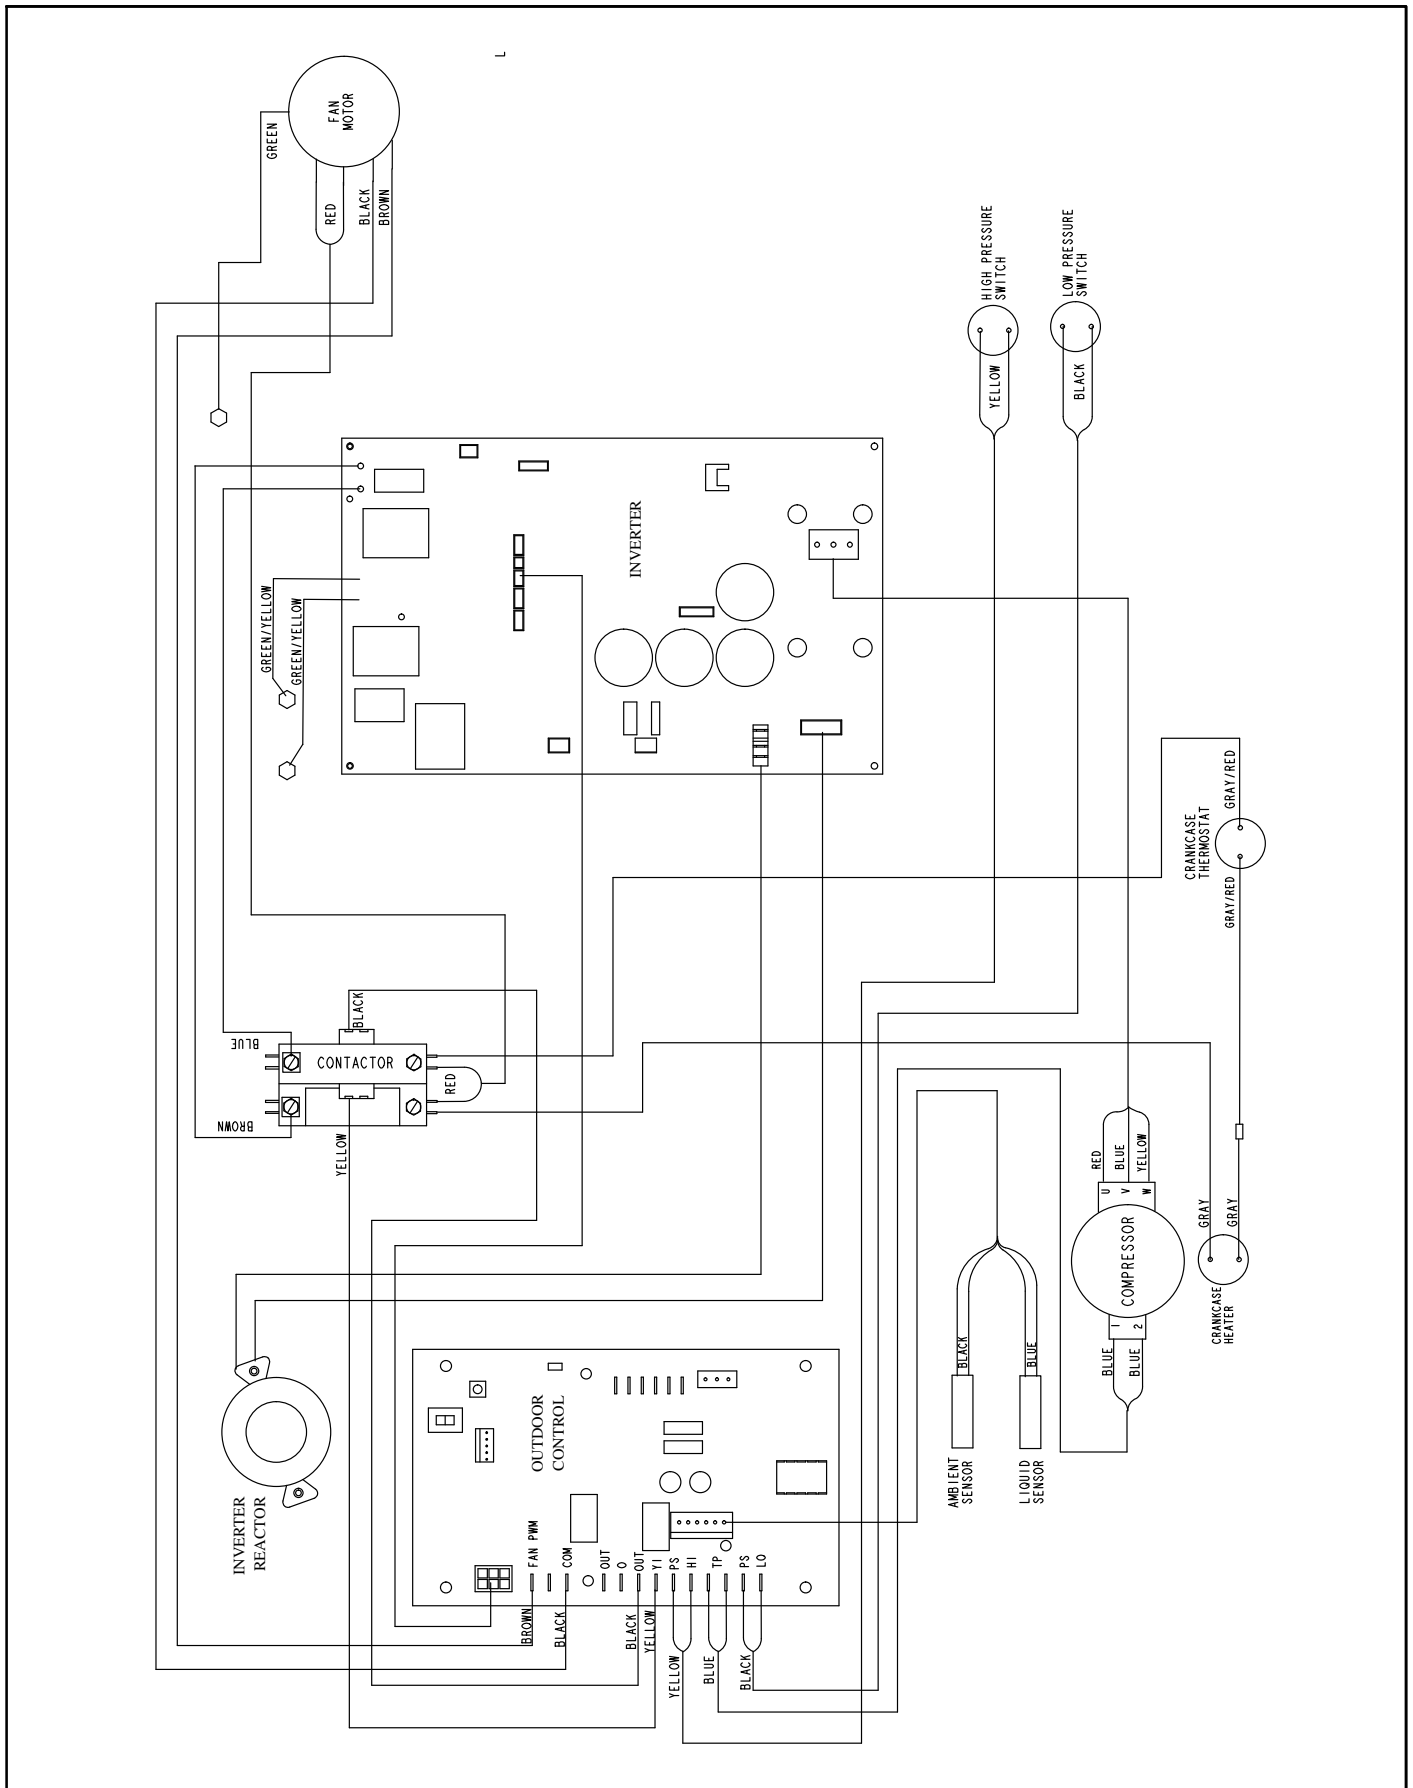 L
FAN
MOTOR
GREEN
RED
BLACK
BROWN
HIGH PRESSURE
SWITCH
LOW PRESSURE
SWITCH
YELLOW
BLACK
INVERTER
GREEN/YELLOW
GREEN/YELLOW
GRAY/RED
CRANKCASE
THERMOSTAT
GRAY/RED
BLACK
BLUE
CONTACTOR
RED
BROWN
YELLOW
RED
BLUE
YELLOW
U
V
W
COMPRESSOR
1
2
GRAY
GRAY
CRANKCASE
HEATER
BLUE
BLUE
BLACK
BLUE
AMBIENT
SENSOR
LIQUID
SENSOR
INVERTER
REACTOR
OUTDOOR
CONTROL
FAN PWM
COM
OUT
O
OUT
Y1
PS
HI
TP
PS
LO
BROWN
BLACK
BLACK
YELLOW
YELLOW
BLUE
BLACK